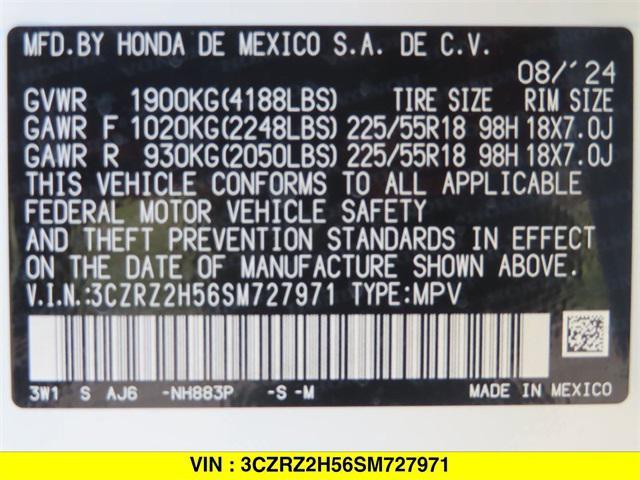 MFD.BY HONDA DE MEXICO S.A. DE C.V.
08/'24
GVWR 1900KG(4188LBS) TIRE SIZE RIM SIZE
GAWR F 1020KG(2248LBS) 225/55R18 98H 18X7.0J
GAWR R 930KG(2050LBS) 225/55R18 98H 18X7.0J
THIS VEHICLE CONFORMS TO ALL APPLICABLE
FEDERAL MOTOR VEHICLE SAFETY
AND THEFT PREVENTION STANDARDS IN EFFECT
ON THE DATE OF MANUFACTURE SHOWN ABOVE.
V.I.N.:3CZRZ2H56SM727971 TYPE:MPV
3W1 S AJ6 -NH883P -S -M MADE IN MEXICO
VIN : 3CZRZ2H56SM727971